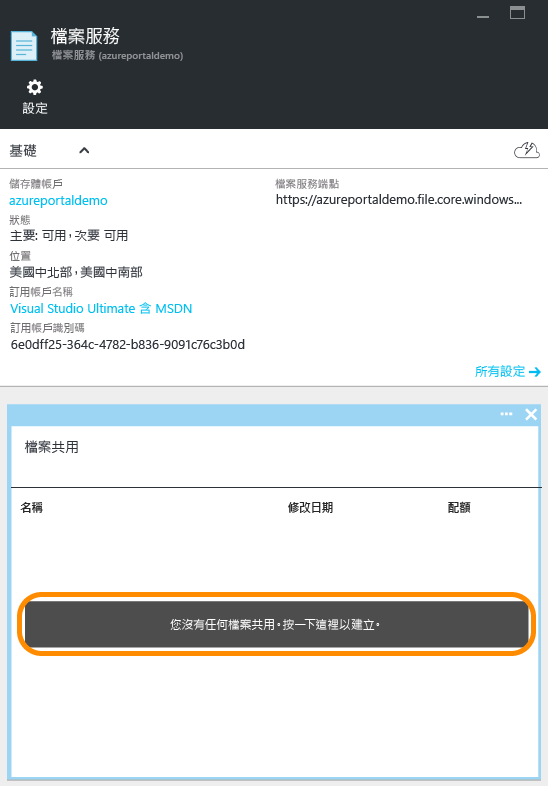 檔案服務
檔案服務 (azureportaldemo)
設定
基礎
儲存體帳戶
azureportaldemo
檔案服務端點
https://azureportaldemo.file.core.windows...
狀態
主要: 可用，次要 可用
位置
美國中北部，美國中南部
訂用帳戶名稱
Visual Studio Ultimate 含 MSDN
訂用帳戶識別碼
6e0dff25-364c-4782-b836-9091c76c3b0d
所有設定
檔案共用
名稱 修改日期 配額
您沒有任何檔案共用。按一下這裡以建立。